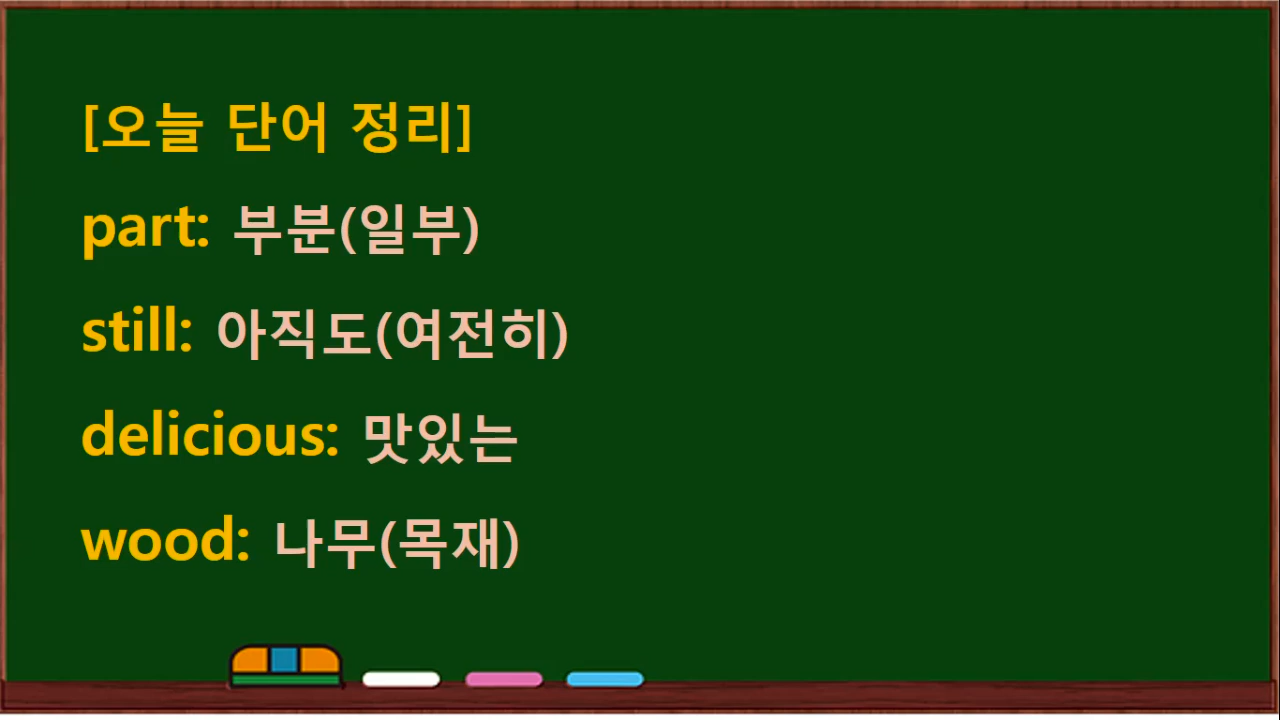 [오늘 단어 정리]
part: 부분(일부)
still: 아직도(여전히)
delicious: 맛있는
wood: 나무(목재)